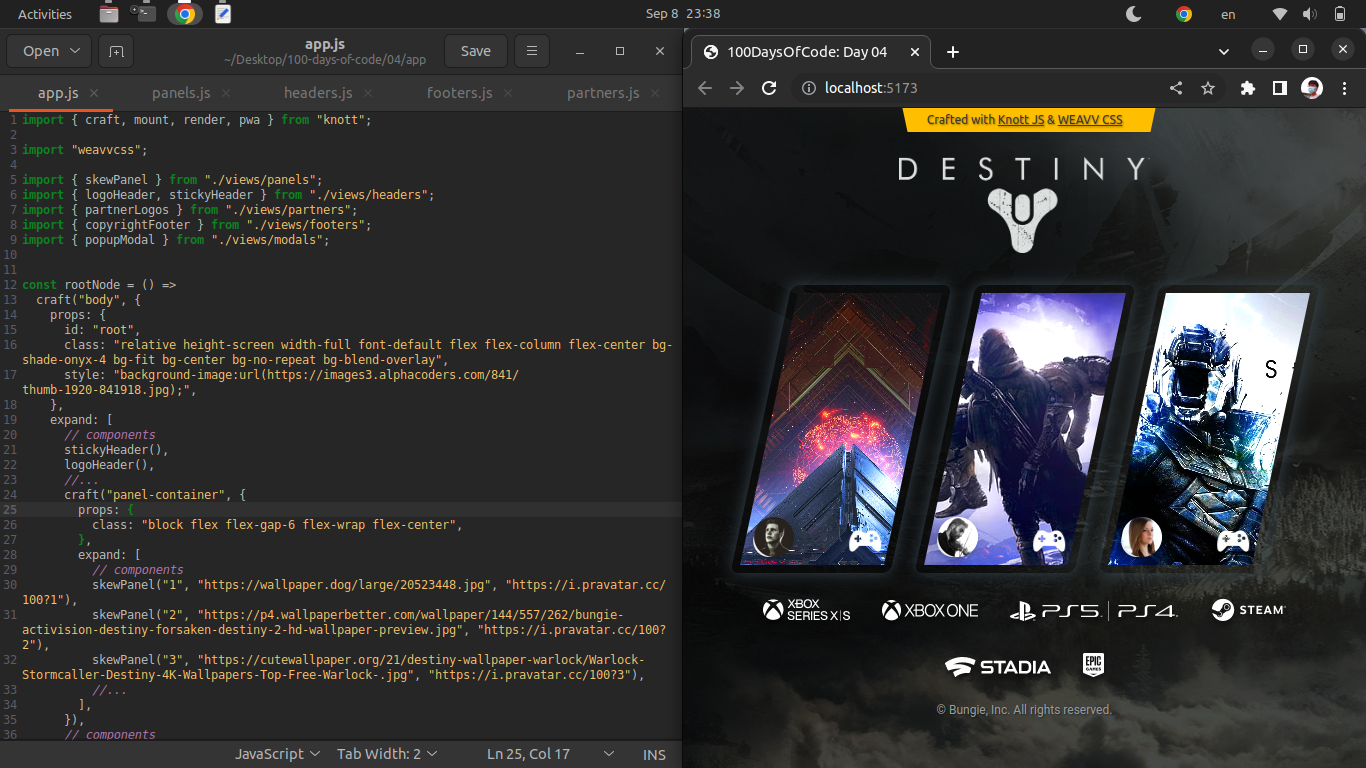 Activities
Sep 8 23:38
en
Open
app.js
~/Desktop/100-days-of-code/04/app
Save
app.js
panels.js
headers.js
footers.js
partners.js
1 import { craft, mount, render, pwa } from "knott";
2
3 import "weavvcss";
4
5 import { skewPanel } from "./views/panels";
6 import { logoHeader, stickyHeader } from "./views/headers";
7 import { partnerLogos } from "./views/partners";
8 import { copyrightFooter } from "./views/footers";
9 import { popupModal } from "./views/modals";
10
11
12 const rootNode = () =>
13   craft("body", {
14     props: {
15       id: "root",
16       class: "relative height-screen width-full font-default flex flex-column flex-center bg-
shade-onyx-4 bg-fit bg-center bg-no-repeat bg-blend-overlay",
17       style: "background-image:url(https://images3.alphacoders.com/841/
thumb-1920-841918.jpg);",
18     },
19     expand: [
20       // components
21       stickyHeader(),
22       logoHeader(),
23       //...
24       craft("panel-container", {
25         props: {
26           class: "block flex flex-gap-6 flex-wrap flex-center",
27         },
28         expand: [
29           // components
30           skewPanel("1", "https://wallpaper.dog/large/20523448.jpg", "https://i.pravatar.cc/
100?1"),
31           skewPanel("2", "https://p4.wallpaperbetter.com/wallpaper/144/557/262/bungie-
activision-destiny-forsaken-destiny-2-hd-wallpaper-preview.jpg", "https://i.pravatar.cc/100?
2"),
32           skewPanel("3", "https://cutewallpaper.org/21/destiny-wallpaper-warlock/Warlock-
Stormcaller-Destiny-4K-Wallpapers-Top-Free-Warlock-.jpg", "https://i.pravatar.cc/100?3"),
33           //...
34         ],
35       }),
36       // components
JavaScript
Tab Width: 2
Ln 25, Col 17
INS
100DaysOfCode: Day 04
localhost:5173
Crafted with Knott JS & WEAVV CSS
DESTINY
S
XBOX SERIES X|S
XBOX ONE
PS5 | PS4
STEAM
STADIA
EPIC GAMES
© Bungie, Inc. All rights reserved.